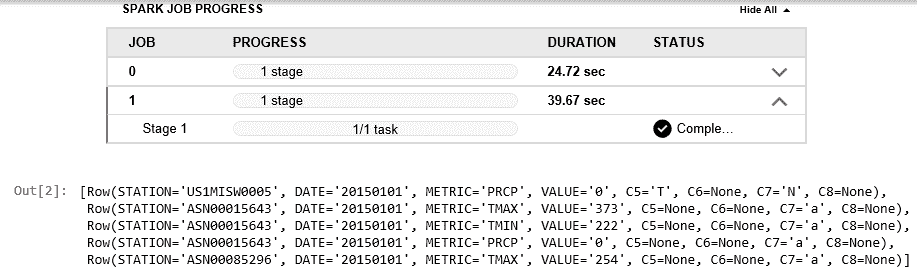 SPARK JOB PROGRESS Hide All
JOB PROGRESS DURATION STATUS
0 1 stage 24.72 sec
1 1 stage 39.67 sec
Stage 1 1/1 task Comple...
Out[2]: [Row(STATION='US1MISW0005', DATE='20150101', METRIC='PRCP', VALUE='0', C5='T', C6=None, C7='N', C8=None),
Row(STATION='ASN00015643', DATE='20150101', METRIC='TMAX', VALUE='373', C5=None, C6=None, C7='a', C8=None),
Row(STATION='ASN00015643', DATE='20150101', METRIC='TMIN', VALUE='222', C5=None, C6=None, C7='a', C8=None),
Row(STATION='ASN00015643', DATE='20150101', METRIC='PRCP', VALUE='0', C5=None, C6=None, C7='a', C8=None),
Row(STATION='ASN00085296', DATE='20150101', METRIC='TMAX', VALUE='254', C5=None, C6=None, C7='a', C8=None)]